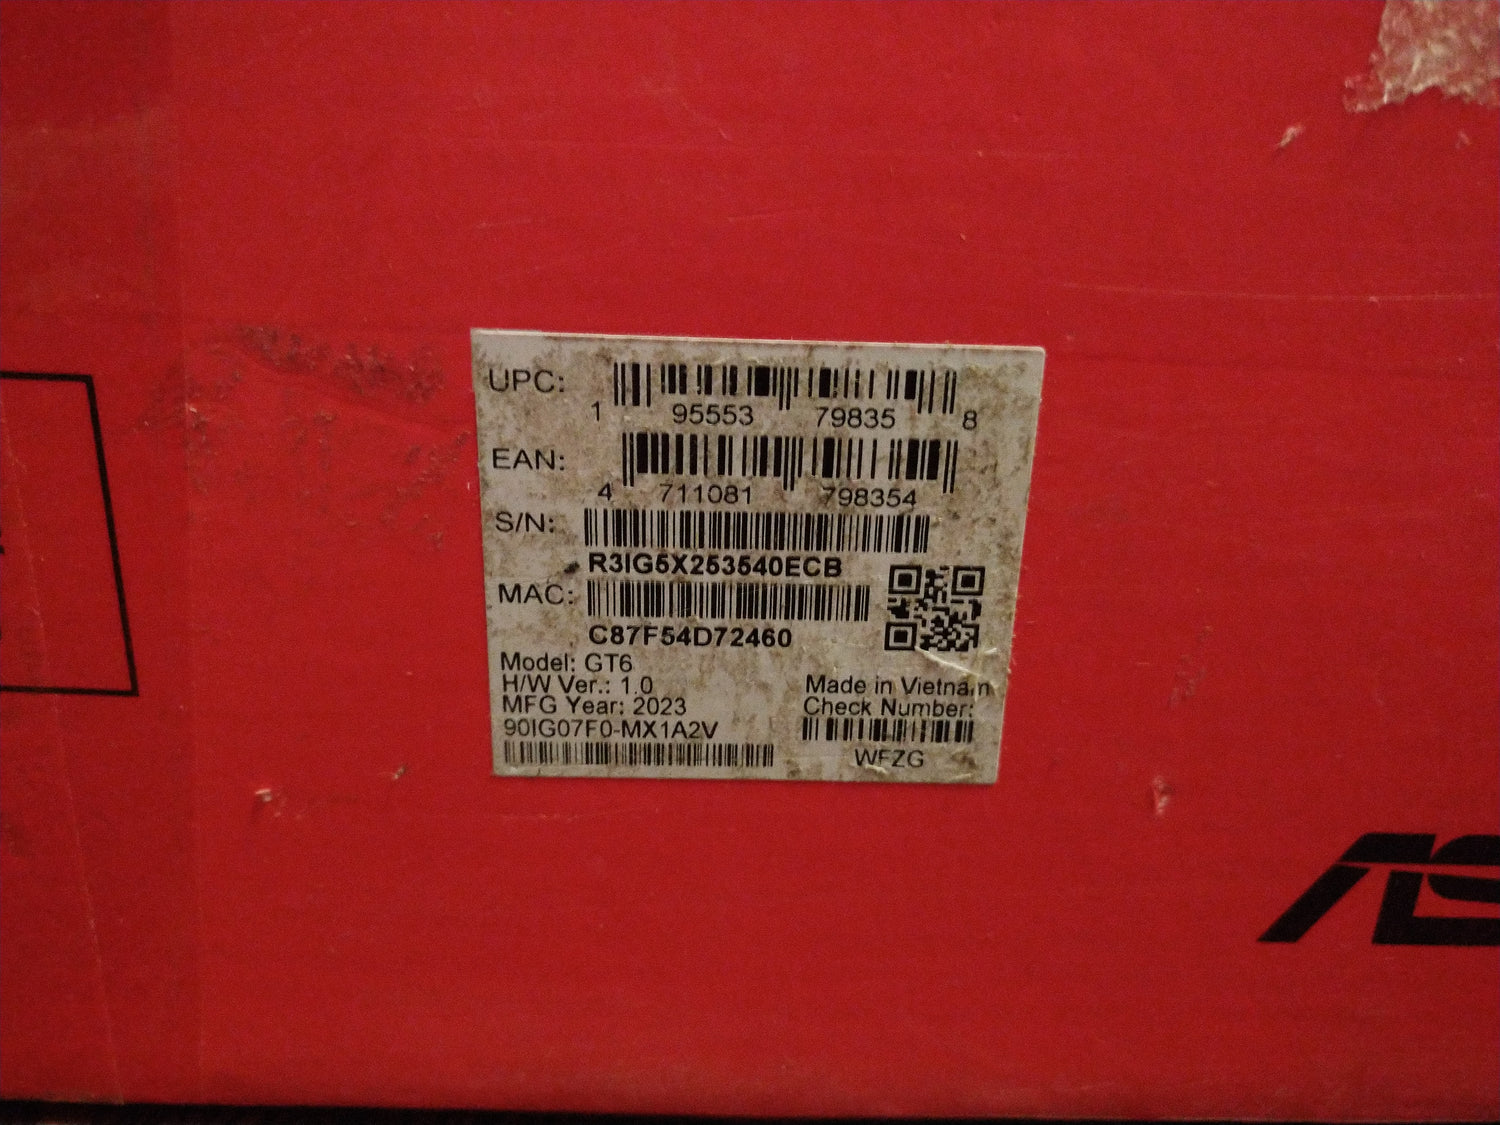 UPC:
1 95553 79835 8
EAN:
4 711081 798354
S/N:
R3IG5X253540ECB
MAC:
C87F54D72460
Model: GT6
H/W Ver.: 1.0
MFG Year: 2023
90IG07F0-MX1A2V
Made in Vietnam
Check Number:
WFZG